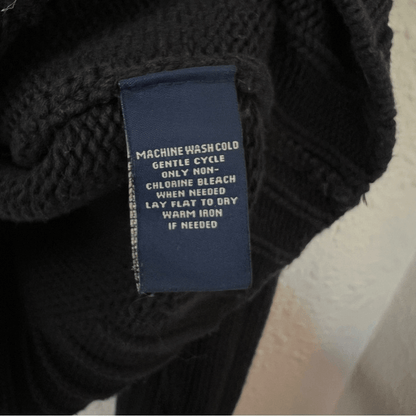 MACHINE WASH COLD
GENTLE CYCLE
ONLY NON-
CHLORINE BLEACH
WHEN NEEDED
LAY FLAT TO DRY
WARM IRON
IF NEEDED